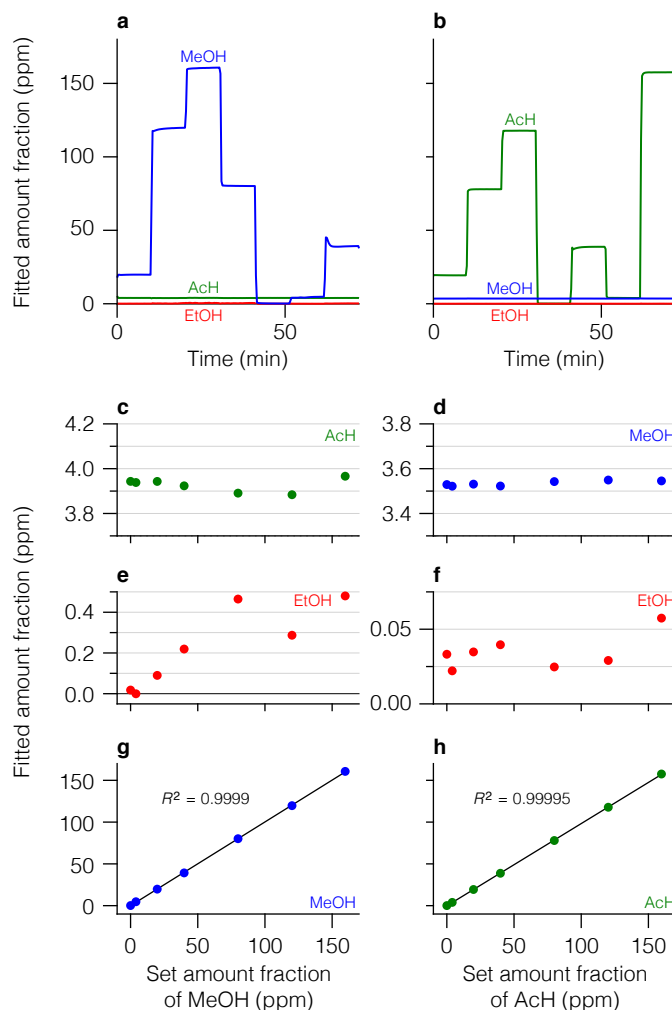 a
b
Fitted amount fraction (ppm)
150
100
50
0
MeOH
AcH
EtOH
AcH
MeOH
EtOH
0
50
0
50
Time (min)
Time (min)
c
d
4.2
4.0
3.8
AcH
3.8
3.6
3.4
MeOH
Fitted amount fraction (ppm)
e
f
0.4
0.2
0.0
EtOH
0.05
0.00
EtOH
g
h
150
100
50
0
R² = 0.9999
MeOH
R² = 0.99995
AcH
0
50
100
150
0
50
100
150
Set amount fraction
of MeOH (ppm)
Set amount fraction
of AcH (ppm)